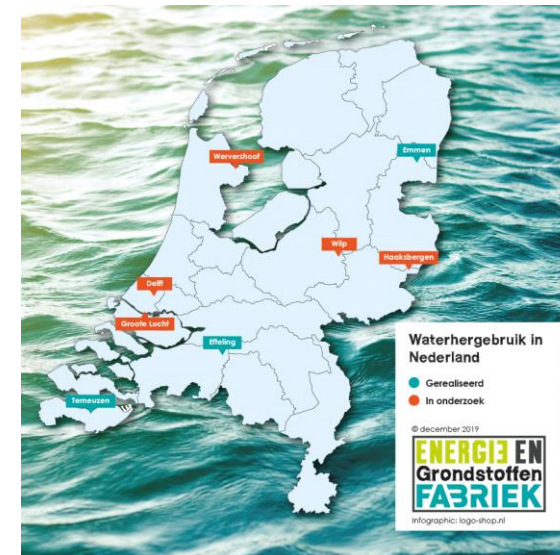 Wervershoof
Emmen
Wilp
Haaksbergen
Delft
Groote Lucht
Efteling
Terneuzen
Waterhergebruik in
Nederland
Gerealiseerd
In onderzoek
© december 2019
ENERGIE EN
Grondstoffen
FABRIEK
Infographic: logo-shop.nl